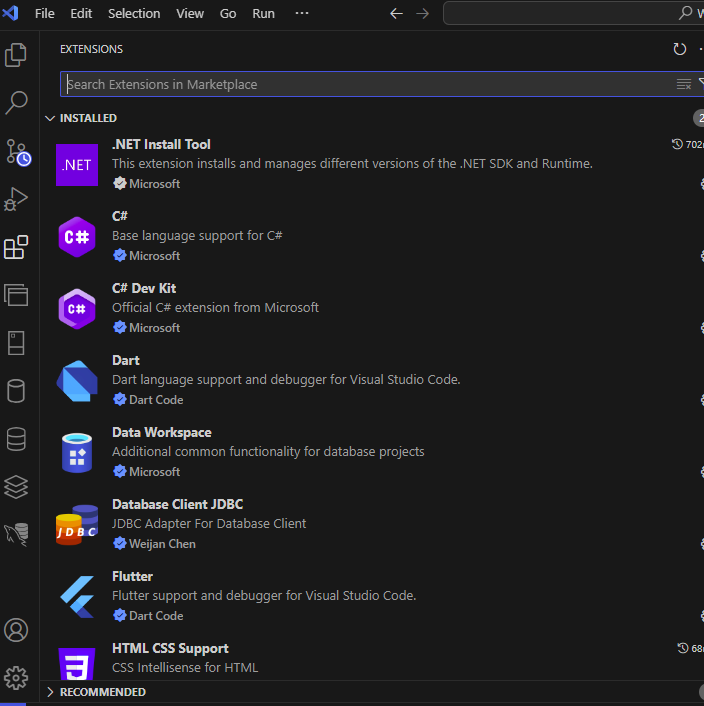 File Edit Selection View Go Run ···
EXTENSIONS
Search Extensions in Marketplace
INSTALLED
.NET
.NET Install Tool
This extension installs and manages different versions of the .NET SDK and Runtime.
Microsoft
C#
C#
Base language support for C#
Microsoft
C#
C# Dev Kit
Official C# extension from Microsoft
Microsoft
Dart
Dart language support and debugger for Visual Studio Code.
Dart Code
Data Workspace
Additional common functionality for database projects
Microsoft
JDBC
Database Client JDBC
JDBC Adapter For Database Client
Weijan Chen
Flutter
Flutter support and debugger for Visual Studio Code.
Dart Code
HTML CSS Support
CSS Intellisense for HTML
RECOMMENDED